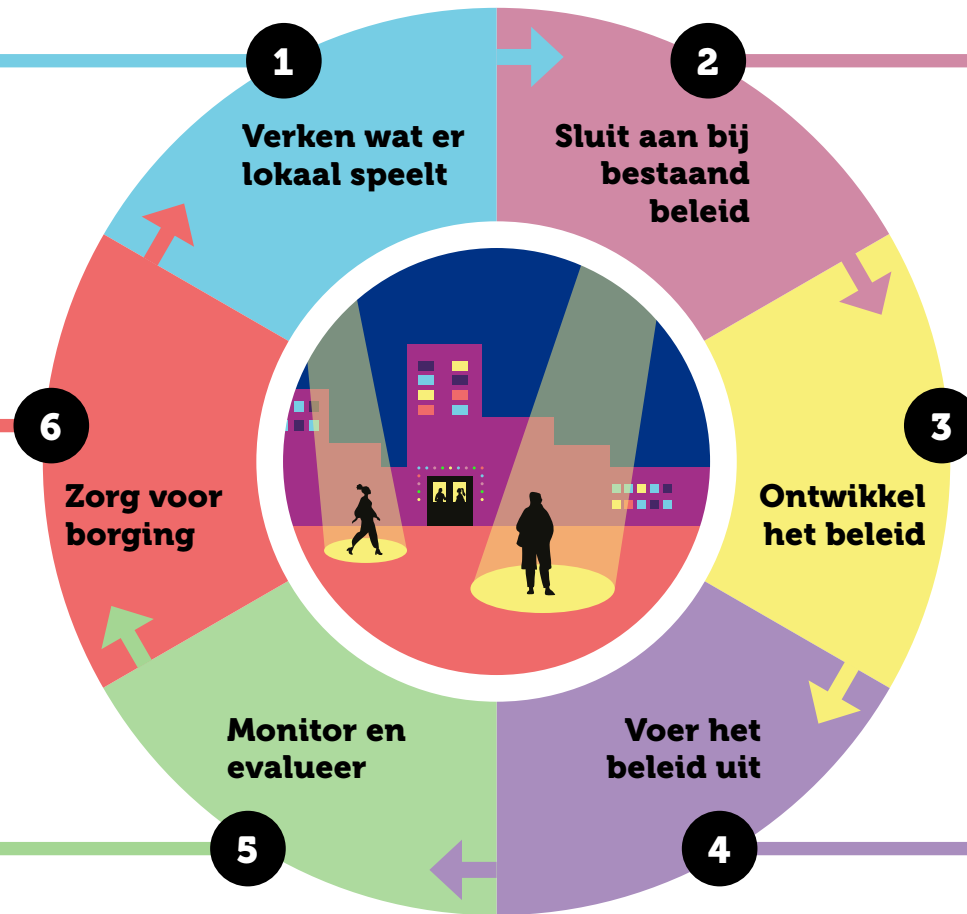 1
Verken wat er
lokaal speelt
2
Sluit aan bij
bestaand
beleid
3
Ontwikkel
het beleid
4
Voer het
beleid uit
5
Monitor en
evalueer
6
Zorg voor
borging